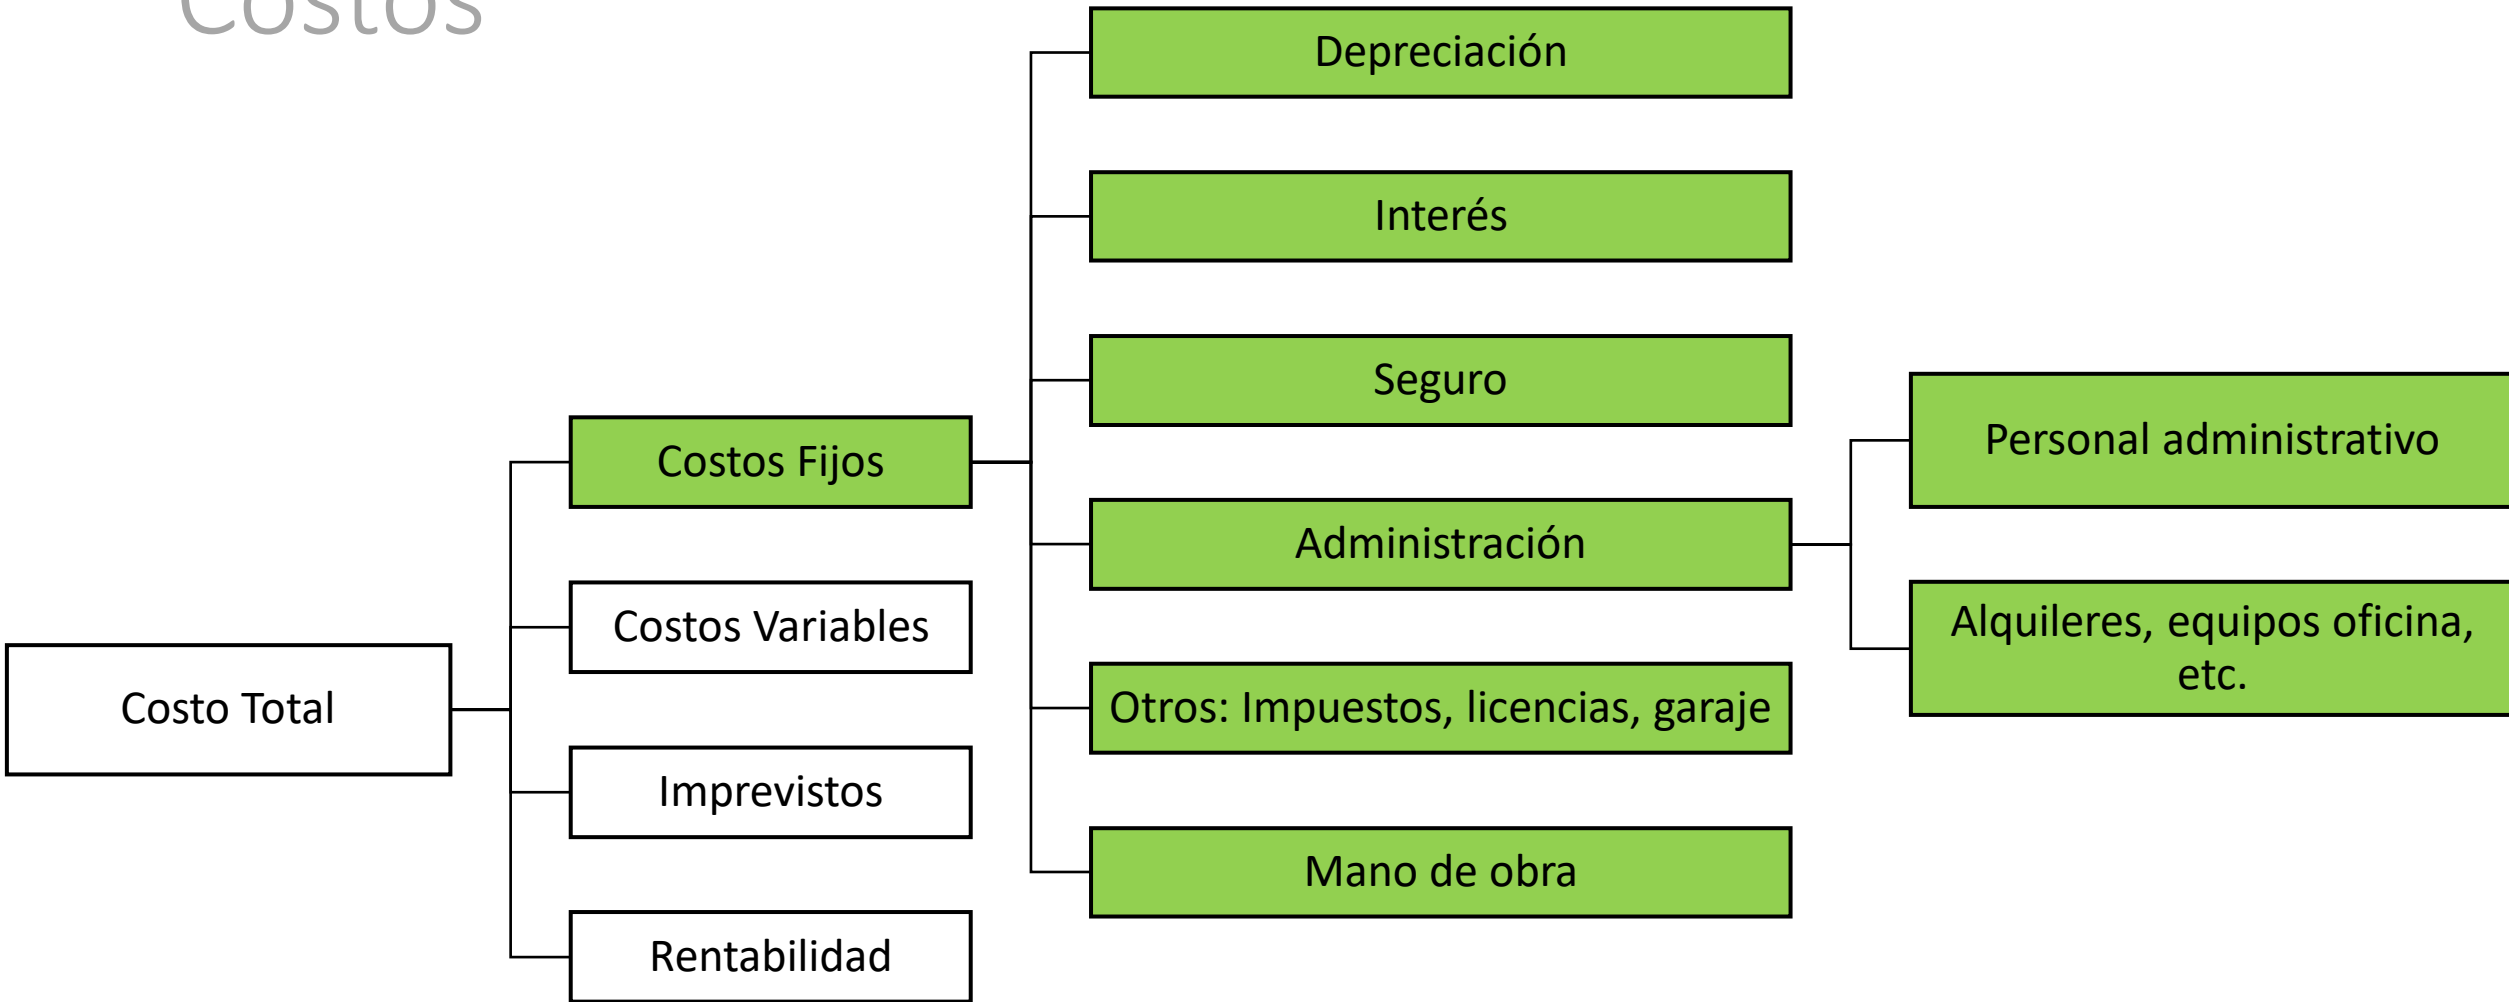 Costos
Depreciación
Interés
Seguro
Costos Fijos
Personal administrativo
Administración
Costos Variables
Alquileres, equipos oficina,
etc.
Costo Total
Otros: Impuestos, licencias, garaje
Imprevistos
Mano de obra
Rentabilidad